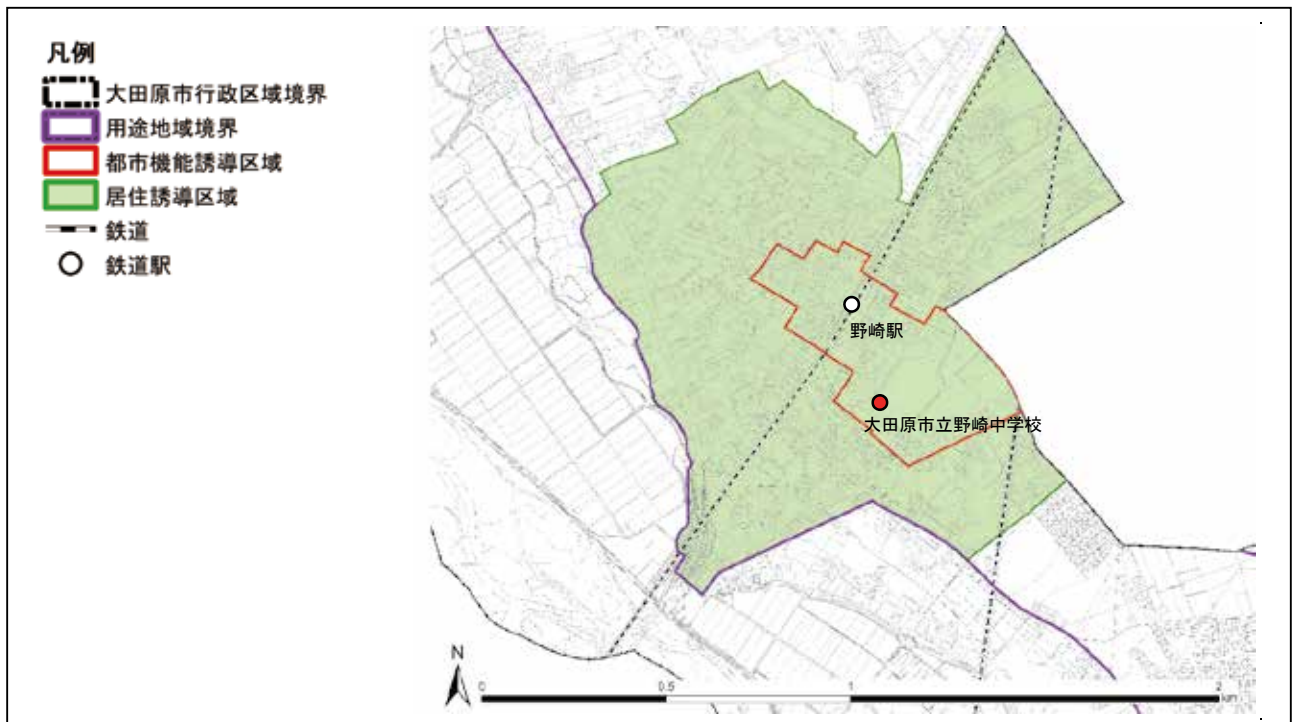 凡例
大田原市行政区域境界
用途地域境界
都市機能誘導区域
居住誘導区域
鉄道
鉄道駅
野崎駅
大田原市立野崎中学校
N
0 0.5 1 2
km